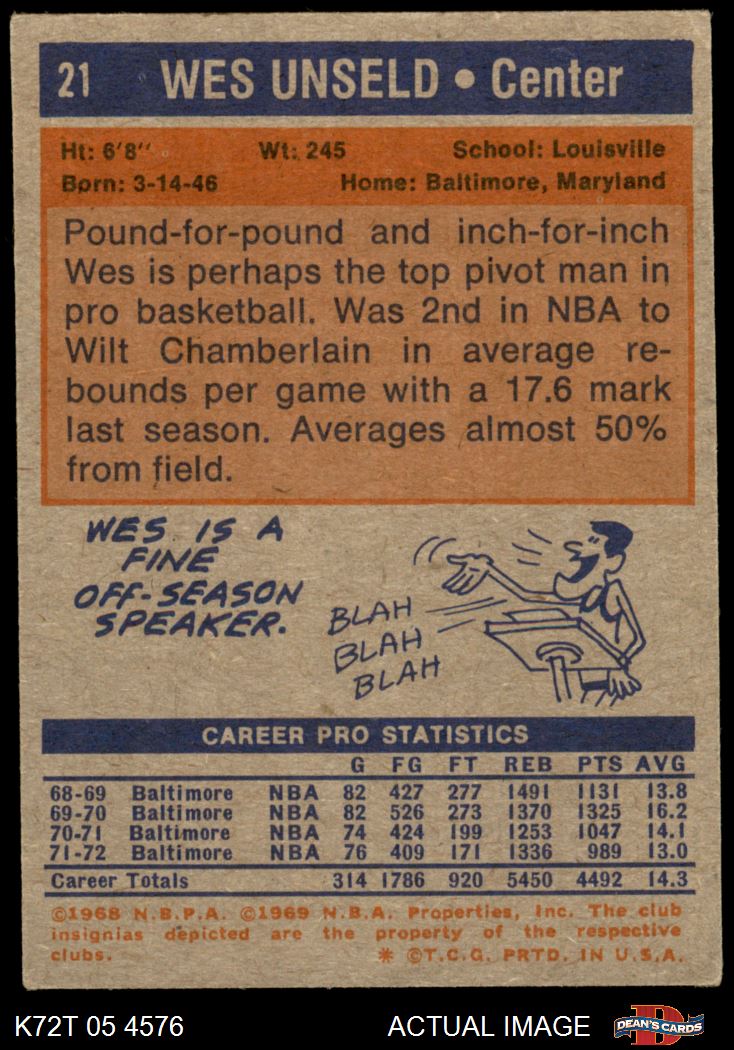 21 WES UNSELD • Center
Ht: 6'8'' Wt: 245 School: Louisville
Born: 3-14-46 Home: Baltimore, Maryland
Pound-for-pound and inch-for-inch
Wes is perhaps the top pivot man in
pro basketball. Was 2nd in NBA to
Wilt Chamberlain in average re-
bounds per game with a 17.6 mark
last season. Averages almost 50%
from field.
WES IS A
FINE
OFF-SEASON
SPEAKER.
BLAH
BLAH
BLAH
CAREER PRO STATISTICS
G FG FT REB PTS AVG
68-69 Baltimore NBA 82 427 277 1491 1131 13.8
69-70 Baltimore NBA 82 526 273 1370 1325 16.2
70-71 Baltimore NBA 74 424 199 1253 1047 14.1
71-72 Baltimore NBA 76 409 171 1336 989 13.0
Career Totals 314 1786 920 5450 4492 14.3
©1968 N.B.P.A. ©1969 N.B.A. Properties, Inc. The club
insignias depicted are the property of the respective
clubs. * ©T.C.G. PRTD. IN U.S.A.
K72T 05 4576 ACTUAL IMAGE
D
DEAN'S CARDS